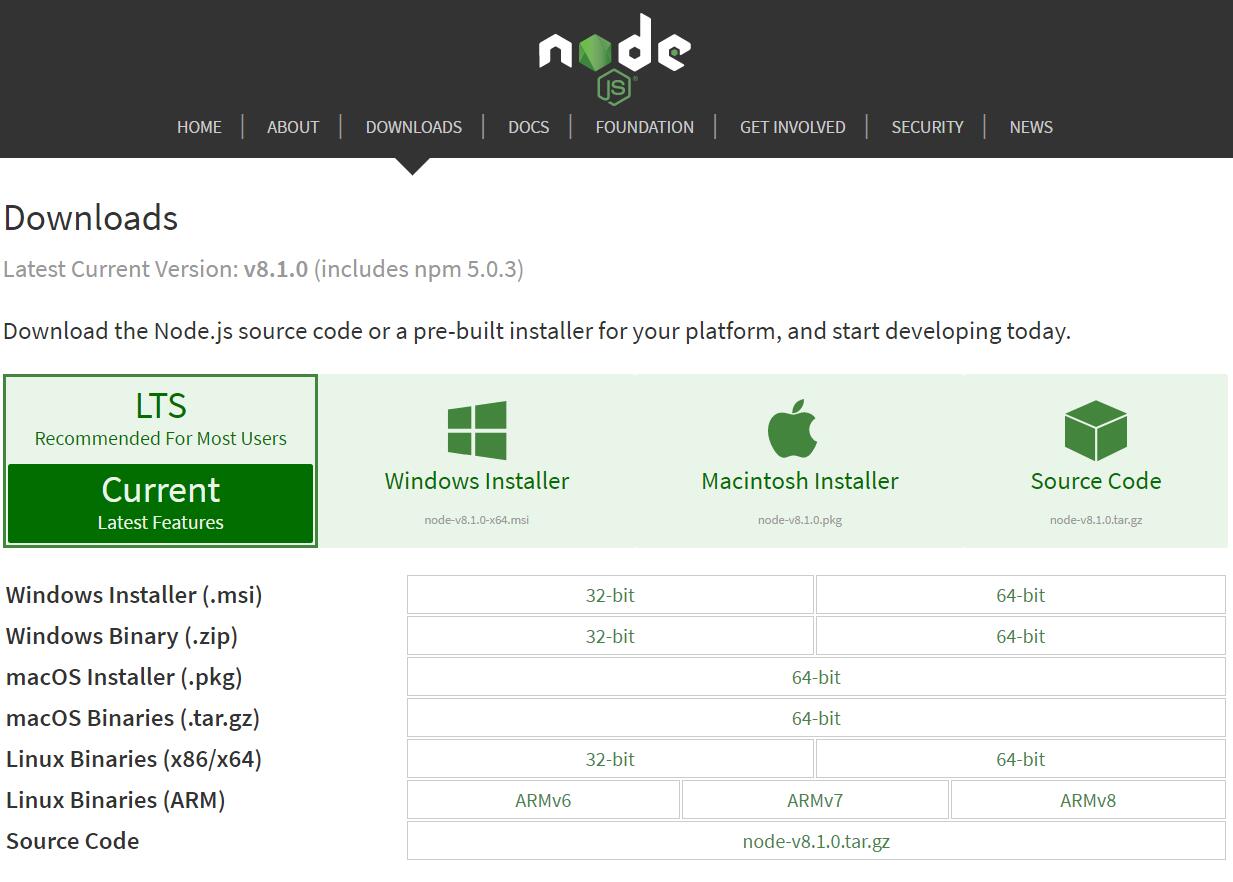 node
JS®
HOME | ABOUT | DOWNLOADS | DOCS | FOUNDATION | GET INVOLVED | SECURITY | NEWS
Downloads
Latest Current Version: v8.1.0 (includes npm 5.0.3)
Download the Node.js source code or a pre-built installer for your platform, and start developing today.
LTS
Recommended For Most Users
Current
Latest Features
Windows Installer
node-v8.1.0-x64.msi
Macintosh Installer
node-v8.1.0.pkg
Source Code
node-v8.1.0.tar.gz
Windows Installer (.msi) 32-bit 64-bit
Windows Binary (.zip) 32-bit 64-bit
macOS Installer (.pkg) 64-bit
macOS Binaries (.tar.gz) 64-bit
Linux Binaries (x86/x64) 32-bit 64-bit
Linux Binaries (ARM) ARMv6 ARMv7 ARMv8
Source Code node-v8.1.0.tar.gz